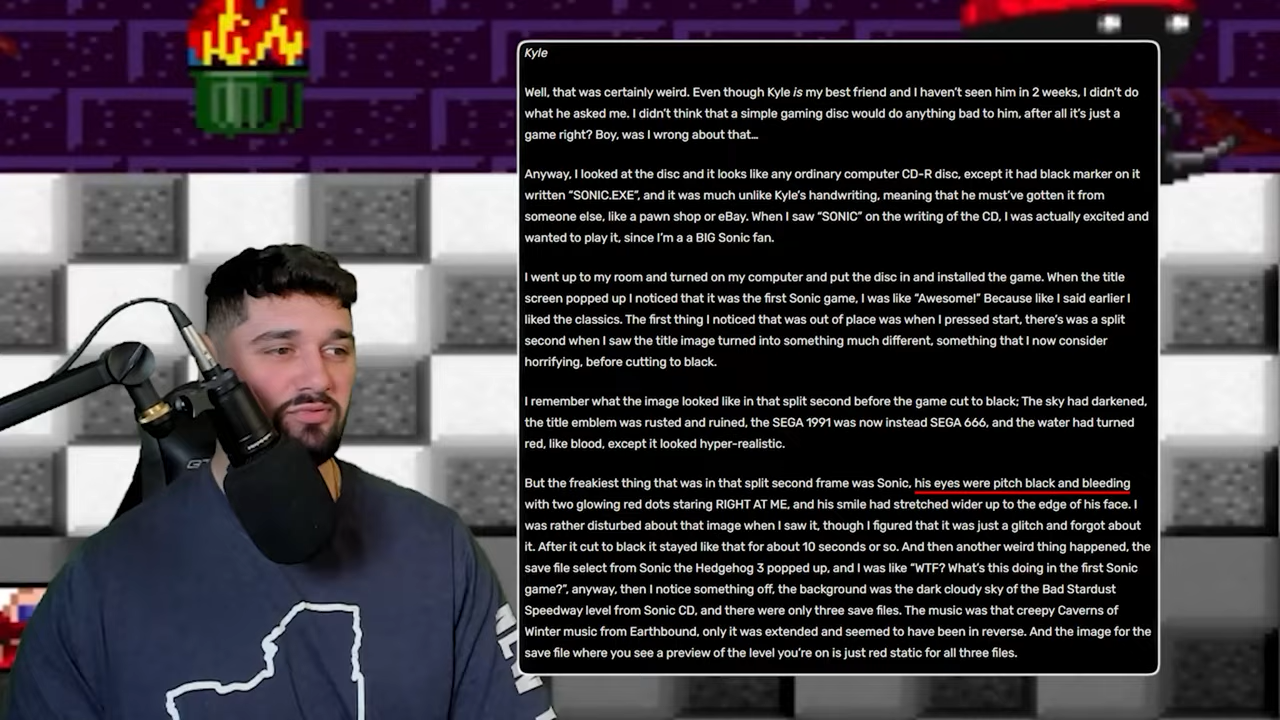 Kyle
Well, that was certainly weird. Even though Kyle is my best friend and I haven't seen him in 2 weeks, I didn't do
what he asked me. I didn't think that a simple gaming disc would do anything bad to him, after all it's just a
game right? Boy, was I wrong about that…
Anyway, I looked at the disc and it looks like any ordinary computer CD-R disc, except it had black marker on it
written “SONIC.EXE”, and it was much unlike Kyle's handwriting, meaning that he must've gotten it from
someone else, like a pawn shop or eBay. When I saw “SONIC” on the writing of the CD, I was actually excited and
wanted to play it, since I'm a a BIG Sonic fan.
I went up to my room and turned on my computer and put the disc in and installed the game. When the title
screen popped up I noticed that it was the first Sonic game, I was like “Awesome!” Because like I said earlier I
liked the classics. The first thing I noticed that was out of place was when I pressed start, there's was a split
second when I saw the title image turned into something much different, something that I now consider
horrifying, before cutting to black.
I remember what the image looked like in that split second before the game cut to black; The sky had darkened,
the title emblem was rusted and ruined, the SEGA 1991 was now instead SEGA 666, and the water had turned
red, like blood, except it looked hyper-realistic.
But the freakiest thing that was in that split second frame was Sonic, his eyes were pitch black and bleeding
with two glowing red dots staring RIGHT AT ME, and his smile had stretched wider up to the edge of his face. I
was rather disturbed about that image when I saw it, though I figured that it was just a glitch and forgot about
it. After it cut to black it stayed like that for about 10 seconds or so. And then another weird thing happened, the
save file select from Sonic the Hedgehog 3 popped up, and I was like “WTF? What's this doing in the first Sonic
game?”, anyway, then I notice something off, the background was the dark cloudy sky of the Bad Stardust
Speedway level from Sonic CD, and there were only three save files. The music was that creepy Caverns of
Winter music from Earthbound, only it was extended and seemed to have been in reverse. And the image for the
save file where you see a preview of the level you're on is just red static for all three files.